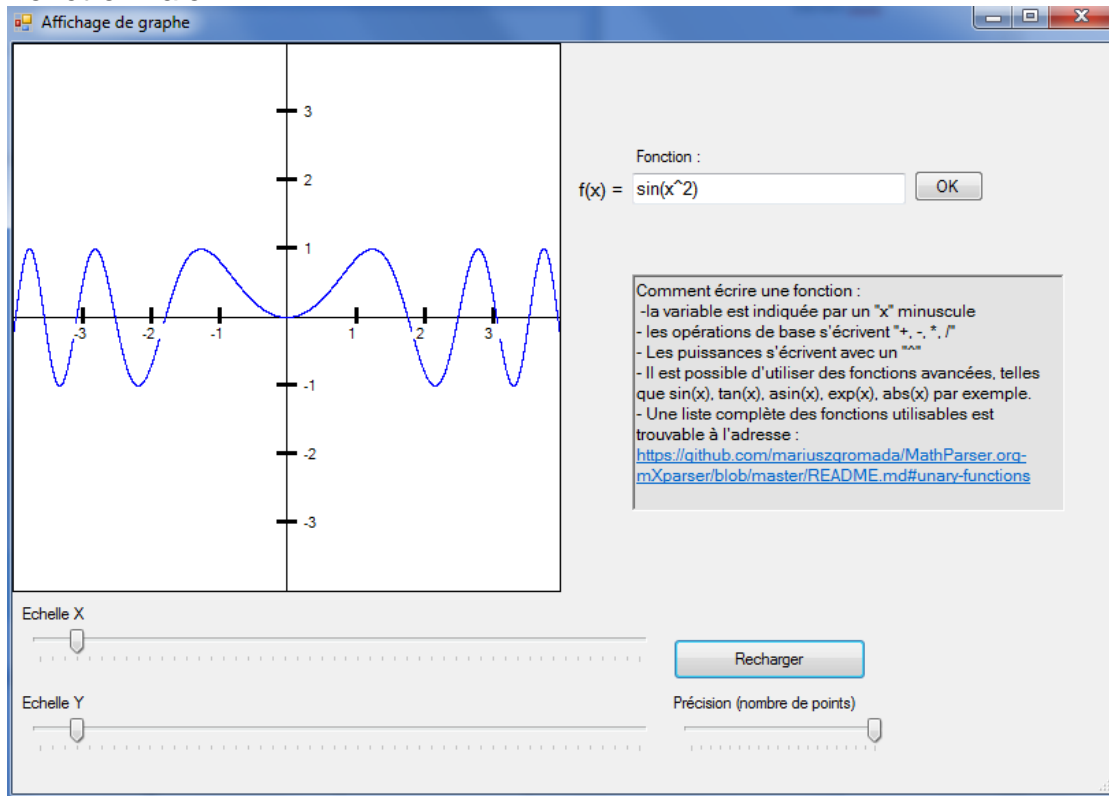 Affichage de graphe
3
2
1
-3
-2
-1
1
2
3
-1
-2
-3
Fonction :
f(x) =
sin(x^2)
OK
Comment écrire une fonction :
-la variable est indiquée par un "x" minuscule
- les opérations de base s'écrivent "+, -, *, /"
- Les puissances s'écrivent avec un "^"
- Il est possible d'utiliser des fonctions avancées, telles
que sin(x), tan(x), asin(x), exp(x), abs(x) par exemple.
- Une liste complète des fonctions utilisables est
trouvable à l'adresse :
https://github.com/mariuszgromada/MathParser.org-
mXparser/blob/master/README.md#unary-functions
Echelle X
Recharger
Echelle Y
Précision (nombre de points)